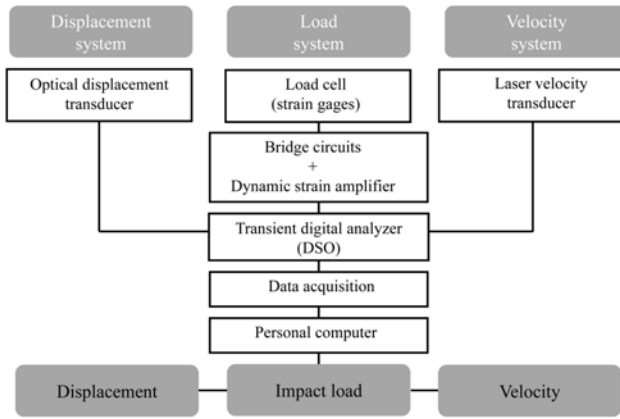 Displacement
system
Load
system
Velocity
system
Optical displacement
transducer
Load cell
(strain gages)
Laser velocity
transducer
Bridge circuits
+
Dynamic strain amplifier
Transient digital analyzer
(DSO)
Data acquisition
Personal computer
Displacement
Impact load
Velocity